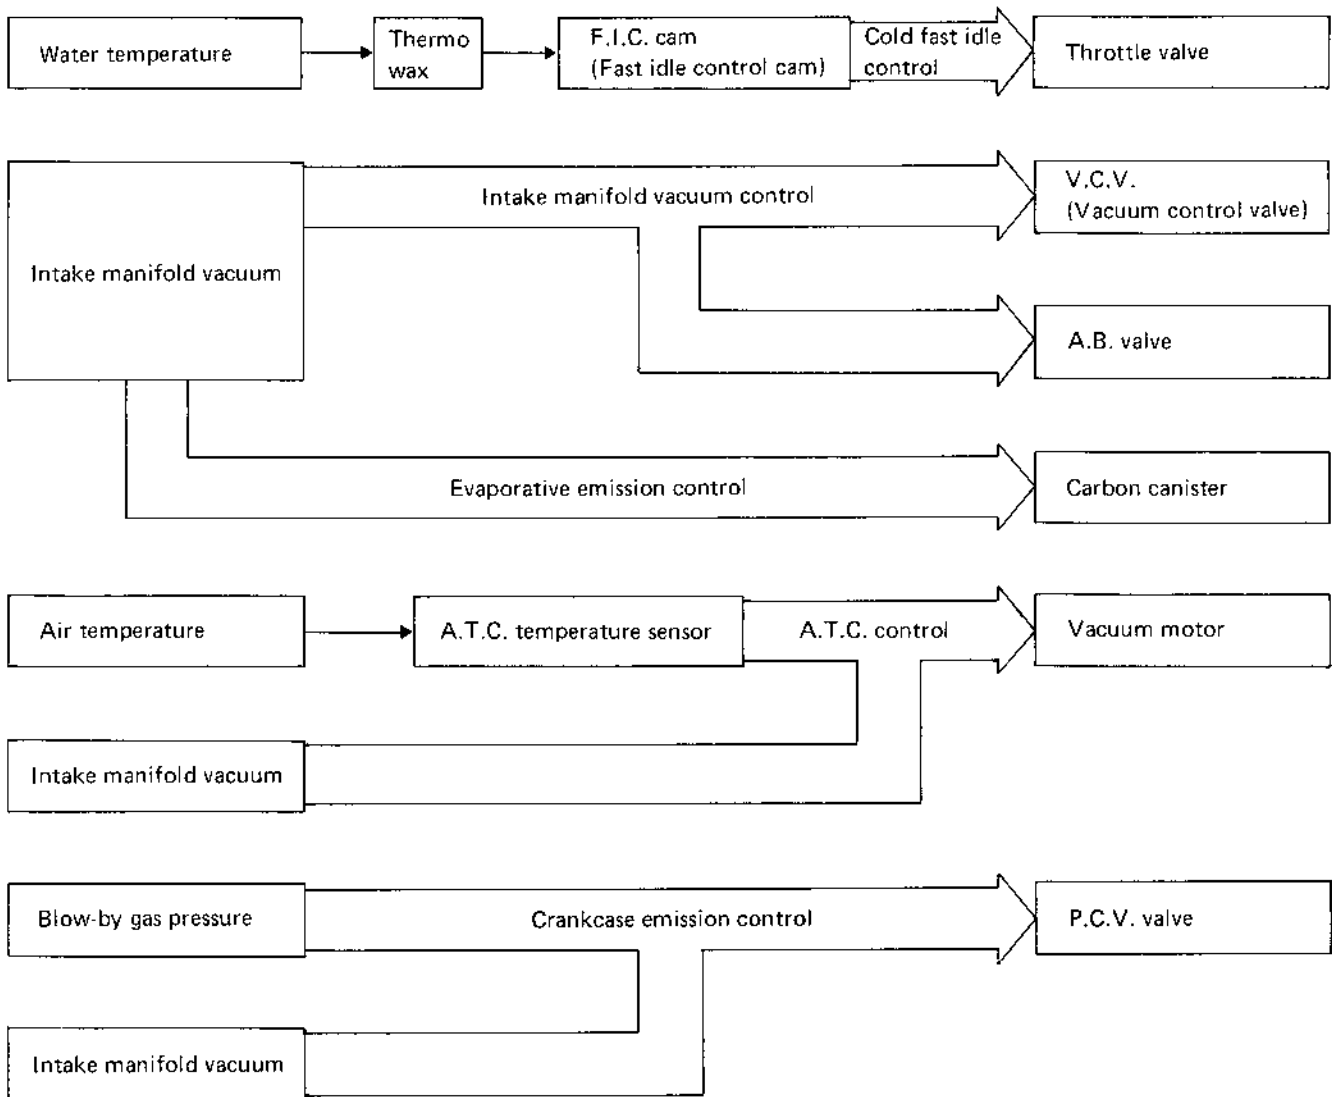 Water temperature
Thermo
wax
F.I.C. cam
(Fast idle control cam)
Cold fast idle
control
Throttle valve
Intake manifold vacuum
Intake manifold vacuum control
V.C.V.
(Vacuum control valve)
A.B. valve
Evaporative emission control
Carbon canister
Air temperature
A.T.C. temperature sensor
A.T.C. control
Vacuum motor
Intake manifold vacuum
Blow-by gas pressure
Crankcase emission control
P.C.V. valve
Intake manifold vacuum